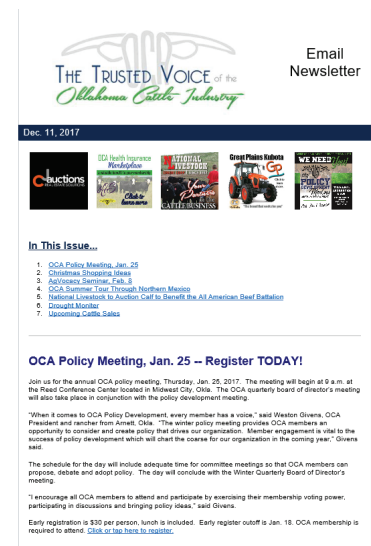 THE TRUSTED VOICE of the
Oklahoma Cattle Industry
Email
Newsletter
Dec. 11, 2017
auctions
REAL ESTATE SOLUTIONS
OCA Health Insurance
Marketplace
Click to
learn more
NATIONAL
LIVESTOCK
CATTLE BUSINESS
Great Plains Kubota
WE NEED
POLICY
In This Issue...
1. OCA Policy Meeting, Jan. 25
2. Christmas Shopping Ideas
3. AgVocacy Seminar, Feb. 8
4. OCA Summer Tour Through Northern Mexico
5. National Livestock to Auction Calf to Benefit the All American Beef Battalion
6. Drought Moniter
7. Upcoming Cattle Sales
OCA Policy Meeting, Jan. 25 -- Register TODAY!
Join us for the annual OCA policy meeting, Thursday, Jan. 25, 2017. The meeting will begin at 9 a.m. at
the Reed Conference Center located in Midwest City, Okla. The OCA quarterly board of director's meeting
will also take place in conjunction with the policy development meeting.
"When it comes to OCA Policy Development, every member has a voice," said Weston Givens, OCA
President and rancher from Arnett, Okla. "The winter policy meeting provides OCA members an
opportunity to consider and create policy that drives our organization. Member engagement is vital to the
success of policy development which will chart the coarse for our organization in the coming year," Givens
said.
The schedule for the day will include adequate time for committee meetings so that OCA members can
propose, debate and adopt policy. The day will conclude with the Winter Quarterly Board of Director's
meeting.
"I encourage all OCA members to attend and participate by exercising their membership voting power,
participating in discussions and bringing policy ideas," said Givens.
Early registration is $30 per person, lunch is included. Early register cutoff is Jan. 18. OCA membership is
required to attend. Click or tap here to register.